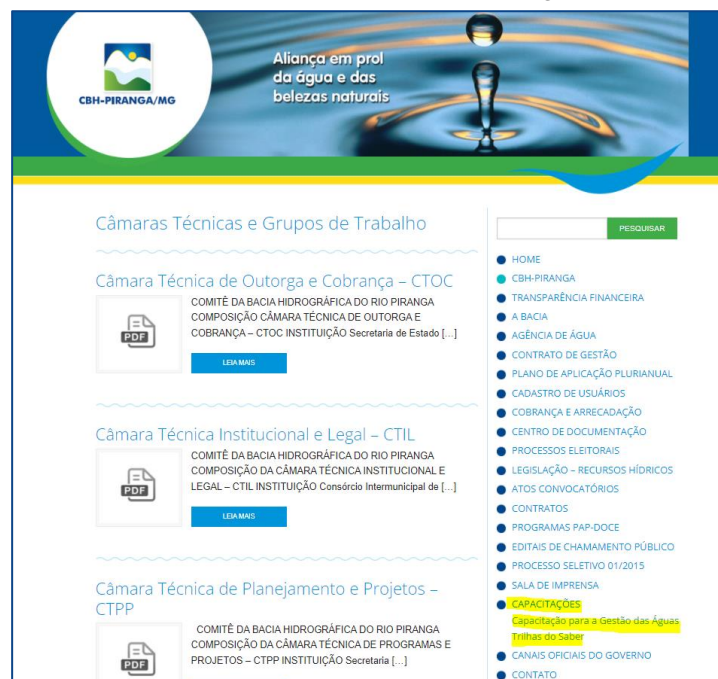 CBH-PIRANGA/MG
Aliança em prol
da água e das
belezas naturais
Câmaras Técnicas e Grupos de Trabalho
Câmara Técnica de Outorga e Cobrança – CTOC
PDF
COMITÊ DA BACIA HIDROGRÁFICA DO RIO PIRANGA
COMPOSIÇÃO CÂMARA TÉCNICA DE OUTORGA E
COBRANÇA – CTOC INSTITUIÇÃO Secretaria de Estado […]
LEIA MAIS
Câmara Técnica Institucional e Legal – CTIL
PDF
COMITÊ DA BACIA HIDROGRÁFICA DO RIO PIRANGA
COMPOSIÇÃO DA CÂMARA TÉCNICA INSTITUCIONAL E
LEGAL – CTIL INSTITUIÇÃO Consórcio Intermunicipal de […]
LEIA MAIS
Câmara Técnica de Planejamento e Projetos –
CTPP
PDF
COMITÊ DA BACIA HIDROGRÁFICA DO RIO PIRANGA
COMPOSIÇÃO DA CÂMARA TÉCNICA DE PROGRAMAS E
PROJETOS – CTPP INSTITUIÇÃO Secretaria […]
PESQUISAR
HOME
CBH-PIRANGA
TRANSPARÊNCIA FINANCEIRA
A BACIA
AGÊNCIA DE ÁGUA
CONTRATO DE GESTÃO
PLANO DE APLICAÇÃO PLURIANUAL
CADASTRO DE USUÁRIOS
COBRANÇA E ARRECADAÇÃO
CENTRO DE DOCUMENTAÇÃO
PROCESSOS ELEITORAIS
LEGISLAÇÃO – RECURSOS HÍDRICOS
ATOS CONVOCATÓRIOS
CONTRATOS
PROGRAMAS PAP-DOCE
EDITAIS DE CHAMAMENTO PÚBLICO
PROCESSO SELETIVO 01/2015
SALA DE IMPRENSA
CAPACITAÇÕES
Capacitação para a Gestão das Águas
Trilhas do Saber
CANAIS OFICIAIS DO GOVERNO
CONTATO